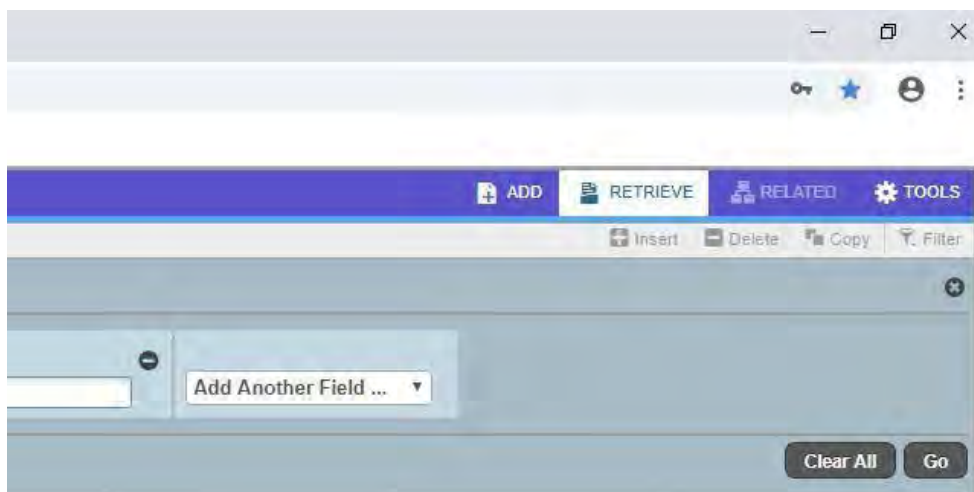 ADD RETRIEVE RELATED TOOLS
Insert Delete Copy Filter
Add Another Field ...
Clear All Go